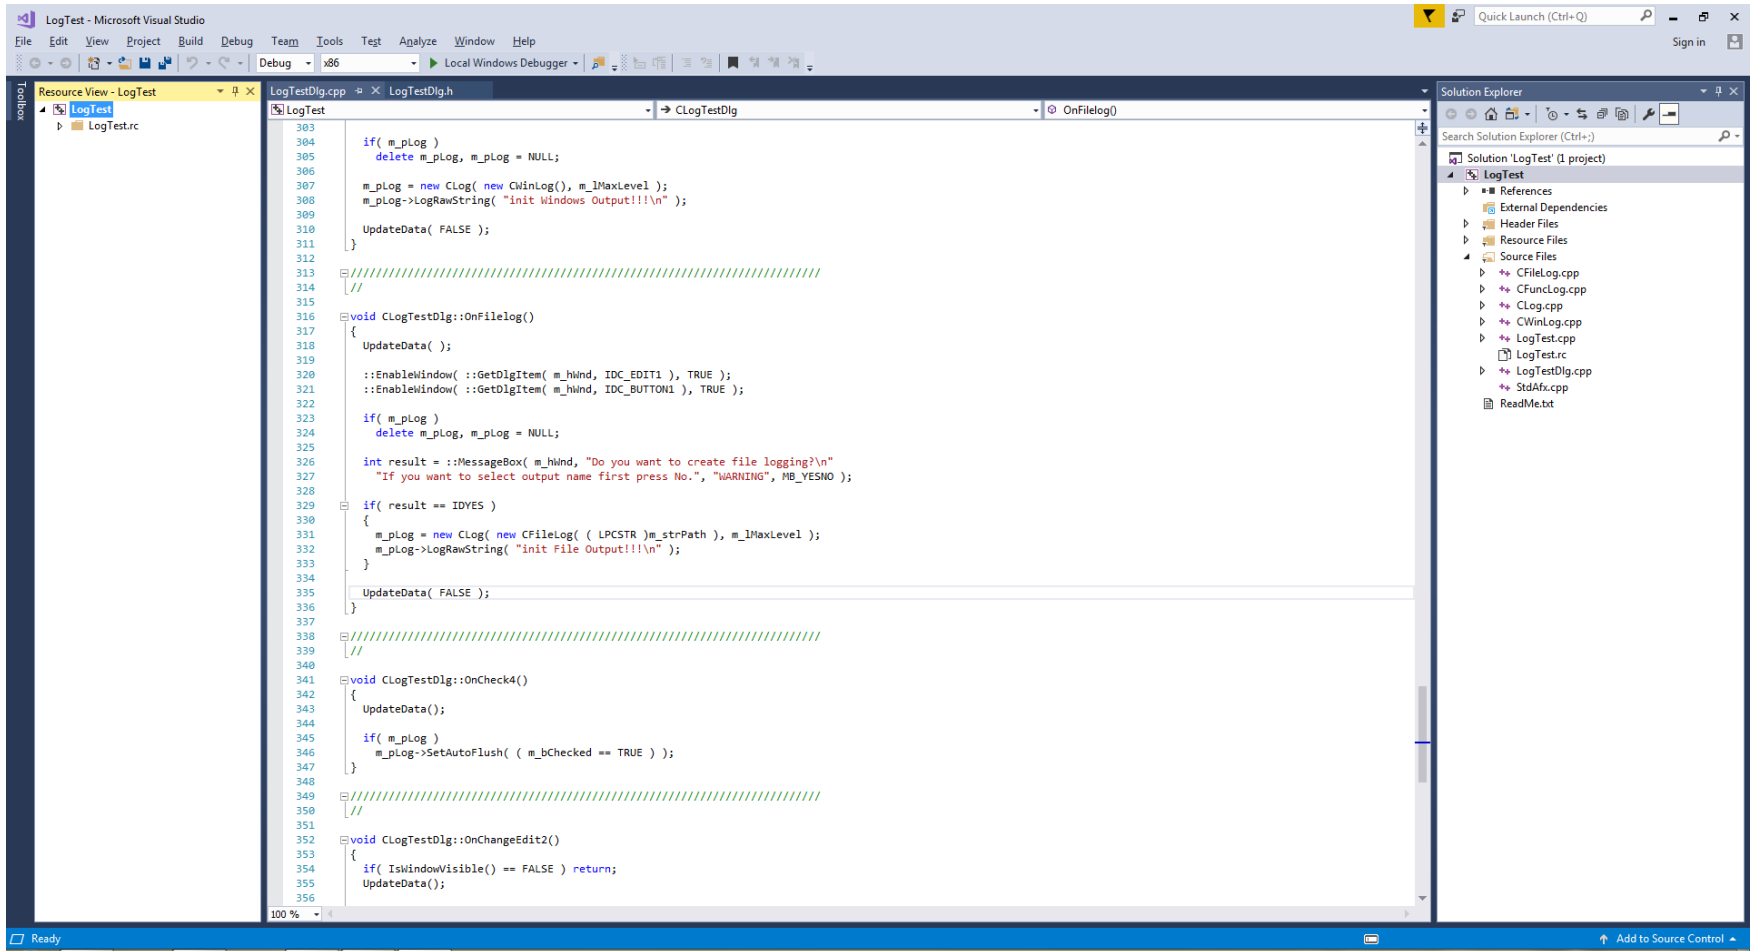 LogTest - Microsoft Visual Studio
Quick Launch (Ctrl+Q)
File Edit View Project Build Debug Team Tools Test Analyze Window Help
Sign in
Debug x86 Local Windows Debugger
Toolbox
Resource View - LogTest
LogTest
LogTest.rc
LogTestDlg.cpp LogTestDlg.h
LogTest CLogTestDlg OnFilelog()
303
304 if( m_pLog )
305 delete m_pLog, m_pLog = NULL;
306
307 m_pLog = new CLog( new CWinLog(), m_lMaxLevel );
308 m_pLog->LogRawString( "init Windows Output!!!\n" );
309
310 UpdateData( FALSE );
311 }
312
313 //////////////////////////////////////////////////////////////////////////
314 //
315
316 void CLogTestDlg::OnFilelog()
317 {
318 UpdateData( );
319
320 ::EnableWindow( ::GetDlgItem( m_hWnd, IDC_EDIT1 ), TRUE );
321 ::EnableWindow( ::GetDlgItem( m_hWnd, IDC_BUTTON1 ), TRUE );
322
323 if( m_pLog )
324 delete m_pLog, m_pLog = NULL;
325
326 int result = ::MessageBox( m_hWnd, "Do you want to create file logging?\n"
327 "If you want to select output name first press No.", "WARNING", MB_YESNO );
328
329 if( result == IDYES )
330 {
331 m_pLog = new CLog( new CFileLog( ( LPCSTR )m_strPath ), m_lMaxLevel );
332 m_pLog->LogRawString( "init File Output!!!\n" );
333 }
334
335 UpdateData( FALSE );
336 }
337
338 //////////////////////////////////////////////////////////////////////////
339 //
340
341 void CLogTestDlg::OnCheck4()
342 {
343 UpdateData();
344
345 if( m_pLog )
346 m_pLog->SetAutoFlush( ( m_bChecked == TRUE ) );
347 }
348
349 //////////////////////////////////////////////////////////////////////////
350 //
351
352 void CLogTestDlg::OnChangeEdit2()
353 {
354 if( IsWindowVisible() == FALSE ) return;
355 UpdateData();
356
100 %
Solution Explorer
Search Solution Explorer (Ctrl+;)
Solution 'LogTest' (1 project)
LogTest
References
External Dependencies
Header Files
Resource Files
Source Files
CFileLog.cpp
CFuncLog.cpp
CLog.cpp
CWinLog.cpp
LogTest.cpp
LogTest.rc
LogTestDlg.cpp
StdAfx.cpp
ReadMe.txt
Ready
Add to Source Control